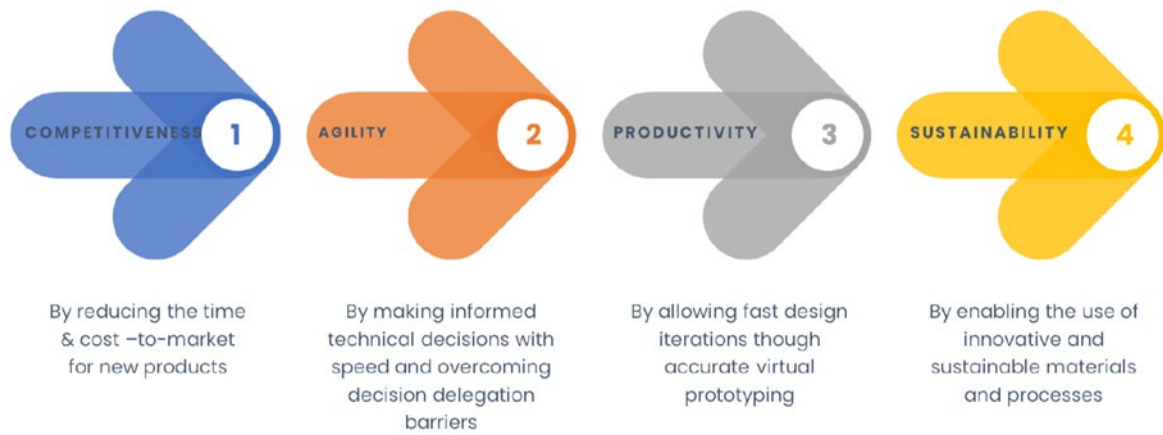 COMPETITIVENESS 1
AGILITY 2
PRODUCTIVITY 3
SUSTAINABILITY 4
By reducing the time
& cost –to-market
for new products
By making informed
technical decisions with
speed and overcoming
decision delegation
barriers
By allowing fast design
iterations though
accurate virtual
prototyping
By enabling the use of
innovative and
sustainable materials
and processes